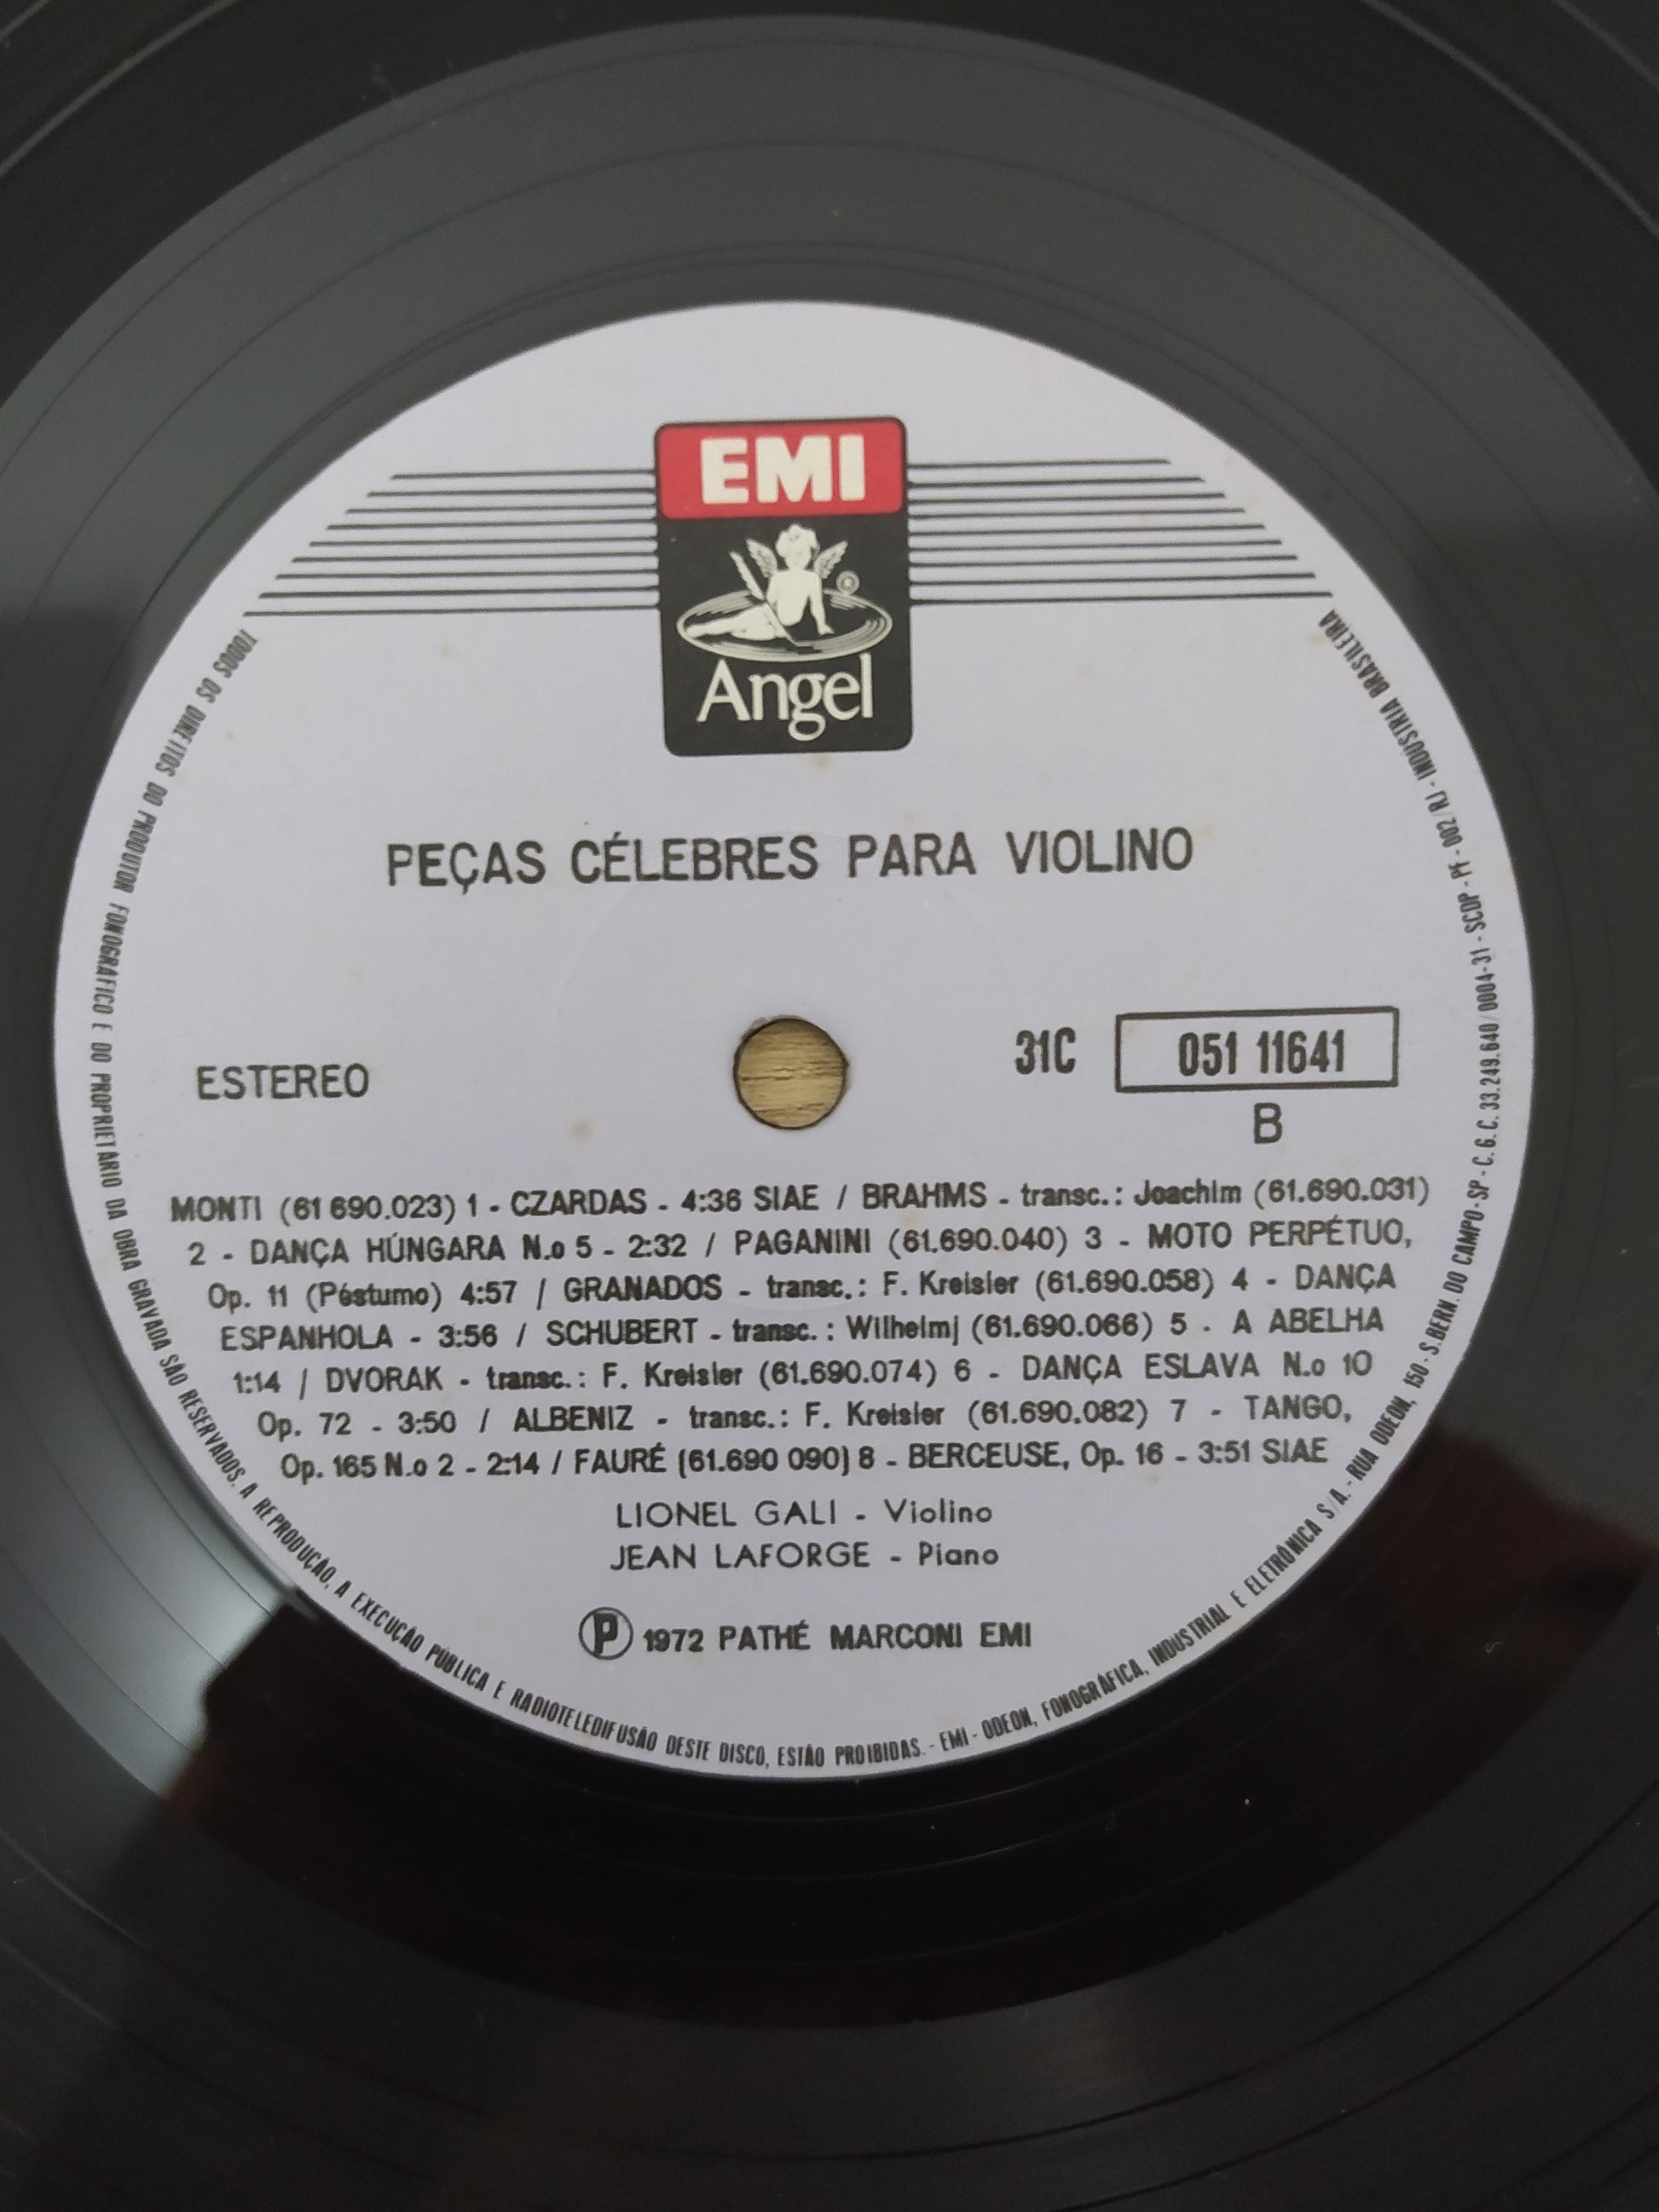 EMI
Angel
PEÇAS CÉLEBRES PARA VIOLINO
ESTEREO
31C 051 11641
B
MONTI (61 690.023) 1 - CZARDAS - 4:36 SIAE / BRAHMS - transc.: Joachim (61.690.031)
2 - DANÇA HÚNGARA N.o 5 - 2:32 / PAGANINI (61.690.040) 3 - MOTO PERPÉTUO,
Op. 11 (Póstumo) 4:57 / GRANADOS - transc.: F. Kreisler (61.690.058) 4 - DANÇA
ESPANHOLA - 3:56 / SCHUBERT - transc.: Wilhelmj (61.690.066) 5 - A ABELHA
1:14 / DVORAK - transc.: F. Kreisler (61.690.074) 6 - DANÇA ESLAVA N.o 10
Op. 72 - 3:50 / ALBENIZ - transc.: F. Kreisler (61.690.082) 7 - TANGO,
Op. 165 N.o 2 - 2:14 / FAURÉ (61.690 090) 8 - BERCEUSE, Op. 16 - 3:51 SIAE
LIONEL GALI - Violino
JEAN LAFORGE - Piano
Ⓟ 1972 PATHÉ MARCONI EMI
TODOS OS DIREITOS DO PRODUTOR FONOGRÁFICO E DO PROPRIETÁRIO DA OBRA GRAVADA SÃO RESERVADOS. A REPRODUÇÃO, A EXECUÇÃO PÚBLICA E RADIOTELEDIFUSÃO DESTE DISCO, ESTÃO PROIBIDAS. - EMI - ODEON, FONOGRÁFICA, INDUSTRIAL E ELETRÔNICA S/A. - RUA ODEON, 150 - S. BERN. DO CAMPO - SP - C.G.C. 33.249.640/0004-31 - SCDP - PF - 002/RJ - INDÚSTRIA BRASILEIRA